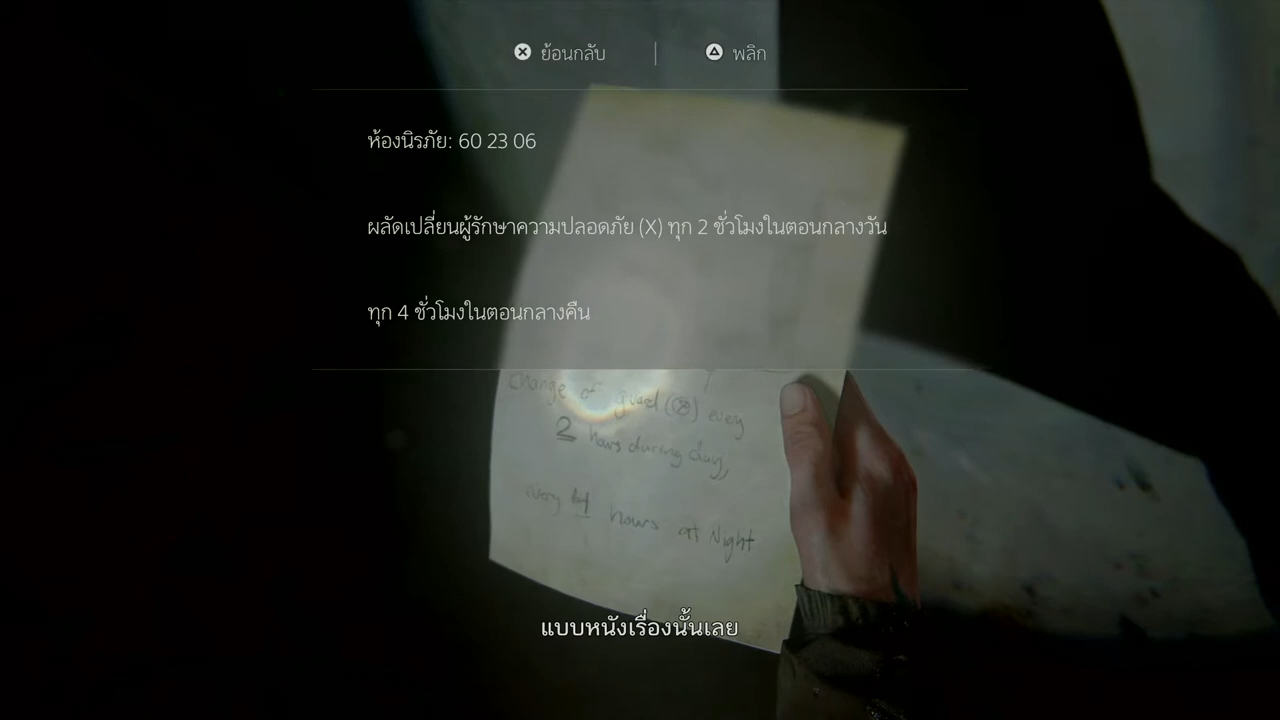 ย้อนกลับ | พลิก
ห้องนิรภัย: 60 23 06
ผลัดเปลี่ยนผู้รักษาความปลอดภัย (X) ทุก 2 ชั่วโมงในตอนกลางวัน
ทุก 4 ชั่วโมงในตอนกลางคืน
change of guard (⊗) every
2 hours during day,
every 4 hours at Night
แบบหนังเรื่องนั้นเลย